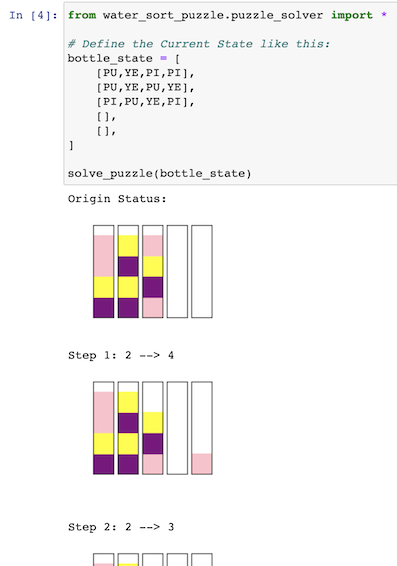 In [4]: from water_sort_puzzle.puzzle_solver import *
# Define the Current State like this:
bottle_state = [
[PU,YE,PI,PI],
[PU,YE,PU,YE],
[PI,PU,YE,PI],
[],
[],
]
solve_puzzle(bottle_state)
Origin Status:
Step 1: 2 --> 4
Step 2: 2 --> 3